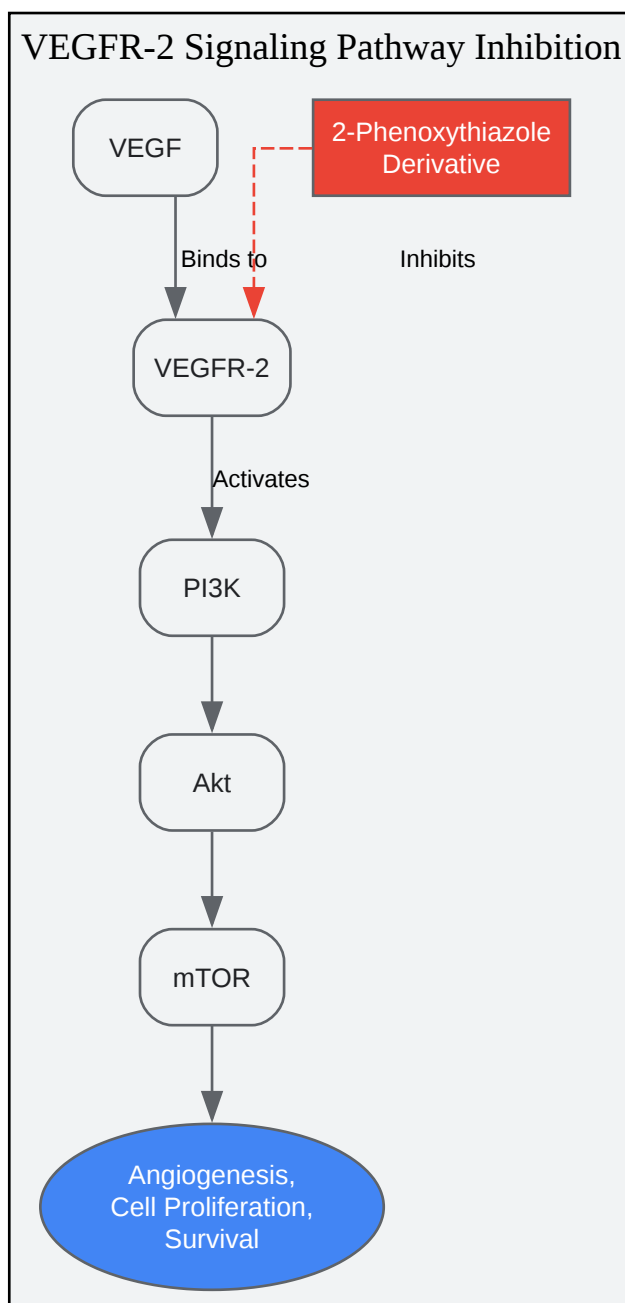 VEGFR-2 Signaling Pathway Inhibition
VEGF
2-Phenoxythiazole
Derivative
Binds to
Inhibits
VEGFR-2
Activates
PI3K
Akt
mTOR
Angiogenesis,
Cell Proliferation,
Survival